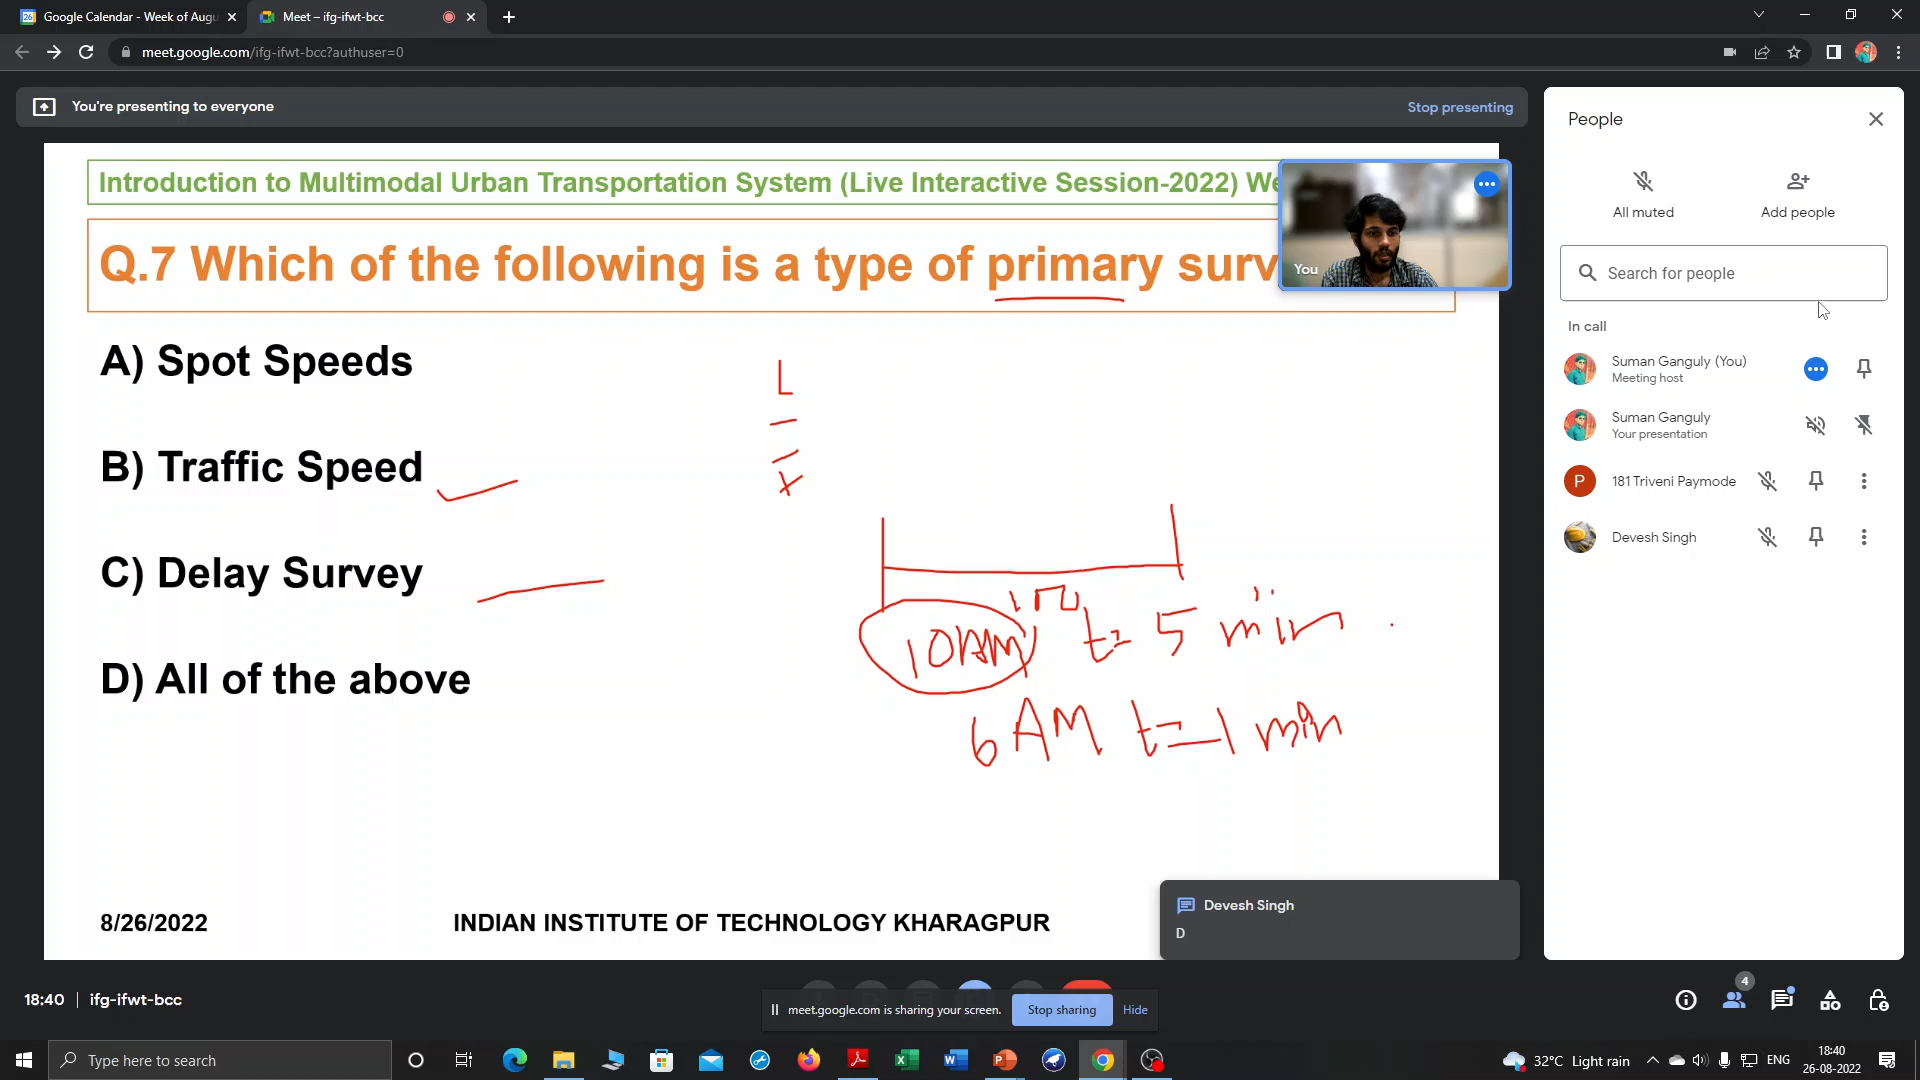 Google Calendar - Week of Augu
Meet – ifg-ifwt-bcc
meet.google.com/ifg-ifwt-bcc?authuser=0
You're presenting to everyone
Stop presenting
Introduction to Multimodal Urban Transportation System (Live Interactive Session-2022) We
Q.7 Which of the following is a type of primary surv
You
A) Spot Speeds
B) Traffic Speed
C) Delay Survey
D) All of the above
L
t
10AM t= 5 min
6 AM t=1 min
8/26/2022
INDIAN INSTITUTE OF TECHNOLOGY KHARAGPUR
Devesh Singh
D
People
All muted
Add people
Search for people
In call
Suman Ganguly (You)
Meeting host
Suman Ganguly
Your presentation
P
181 Triveni Paymode
Devesh Singh
18:40 | ifg-ifwt-bcc
meet.google.com is sharing your screen.
Stop sharing
Hide
4
Type here to search
32°C Light rain
ENG
18:40
26-08-2022